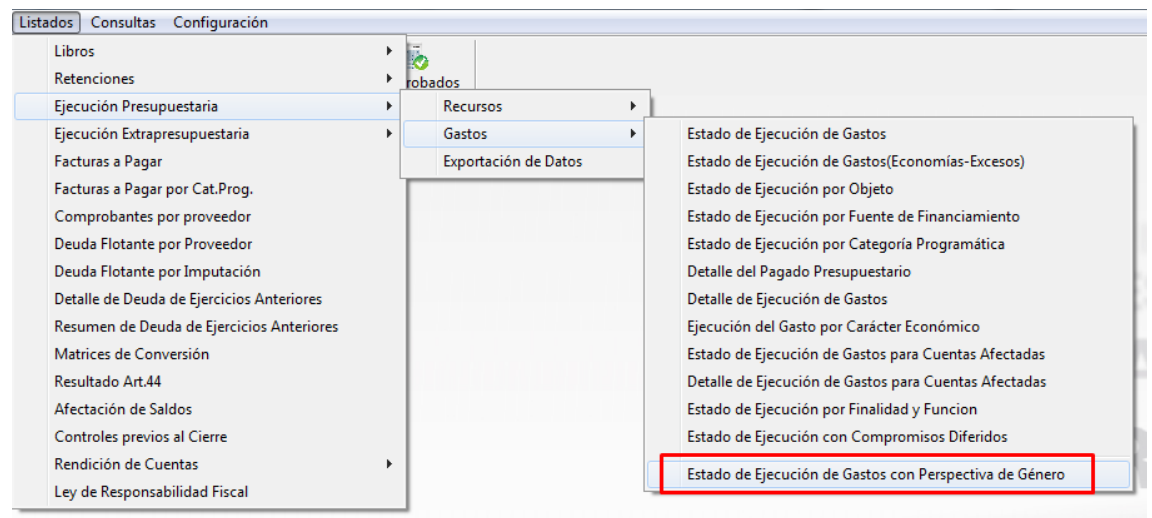 Listados Consultas Configuración
Libros
Retenciones
Ejecución Presupuestaria
Ejecución Extrapresupuestaria
Facturas a Pagar
Facturas a Pagar por Cat.Prog.
Comprobantes por proveedor
Deuda Flotante por Proveedor
Deuda Flotante por Imputación
Detalle de Deuda de Ejercicios Anteriores
Resumen de Deuda de Ejercicios Anteriores
Matrices de Conversión
Resultado Art.44
Afectación de Saldos
Controles previos al Cierre
Rendición de Cuentas
Ley de Responsabilidad Fiscal
robados
Recursos
Gastos
Exportación de Datos
Estado de Ejecución de Gastos
Estado de Ejecución de Gastos(Economías-Excesos)
Estado de Ejecución por Objeto
Estado de Ejecución por Fuente de Financiamiento
Estado de Ejecución por Categoría Programática
Detalle del Pagado Presupuestario
Detalle de Ejecución de Gastos
Ejecución del Gasto por Carácter Económico
Estado de Ejecución de Gastos para Cuentas Afectadas
Detalle de Ejecución de Gastos para Cuentas Afectadas
Estado de Ejecución por Finalidad y Funcion
Estado de Ejecución con Compromisos Diferidos
Estado de Ejecución de Gastos con Perspectiva de Género